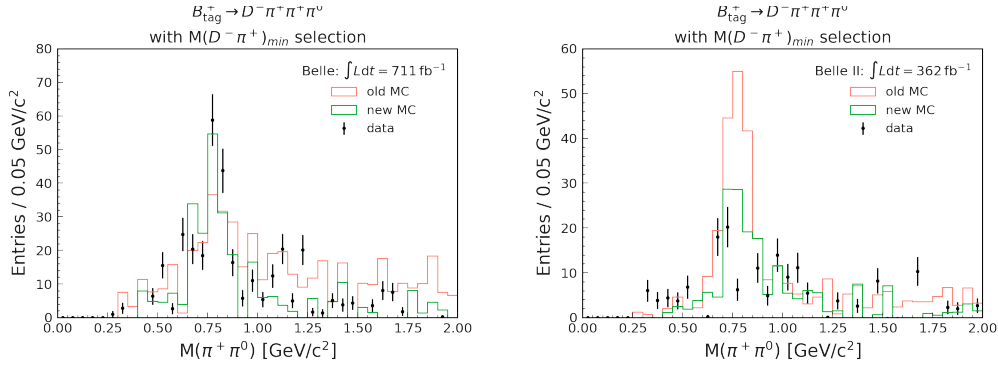 B⁺tag → D⁻π⁺π⁺π⁰
with M(D⁻π⁺)min selection
Belle: ∫Ldt = 711 fb⁻¹
old MC
new MC
data
Entries / 0.05 GeV/c²
80
70
60
50
40
30
20
10
0
0.00 0.25 0.50 0.75 1.00 1.25 1.50 1.75 2.00
M(π⁺π⁰) [GeV/c²]
B⁺tag → D⁻π⁺π⁺π⁰
with M(D⁻π⁺)min selection
Belle II: ∫Ldt = 362 fb⁻¹
old MC
new MC
data
Entries / 0.05 GeV/c²
60
50
40
30
20
10
0
0.00 0.25 0.50 0.75 1.00 1.25 1.50 1.75 2.00
M(π⁺π⁰) [GeV/c²]